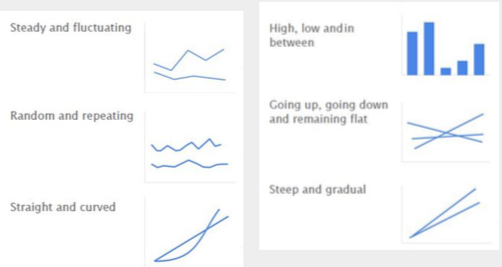 Steady and fluctuating
Random and repeating
Straight and curved
High, low andin
between
Going up, going down
and remaining flat
Steep and gradual